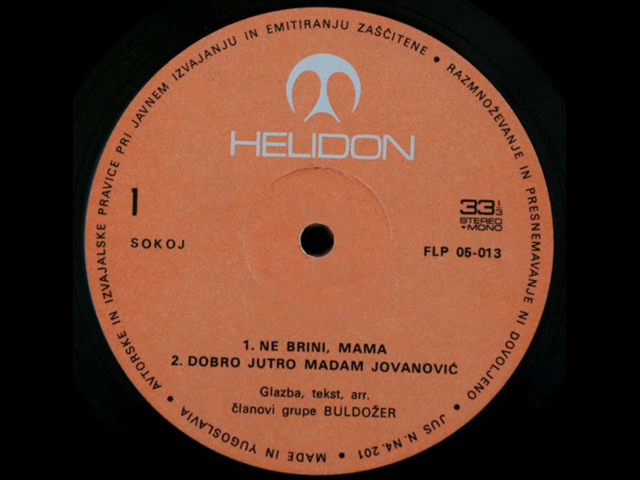 AVTORSKE IN IZVAJALSKE PRAVICE PRI JAVNEM IZVAJANJU IN EMITIRANJU ZAŠČITENE • RAZMNOŽEVANJE IN PRESNEMAVANJE NI DOVOLJENO • JUS N.N4.201 • MADE IN YUGOSLAVIA •
HELIDON
1
33 1/3
STEREO
+MONO
SOKOJ
FLP 05-013
1. NE BRINI, MAMA
2. DOBRO JUTRO MADAM JOVANOVIĆ
Glazba, tekst, arr.
članovi grupe BULDOŽER